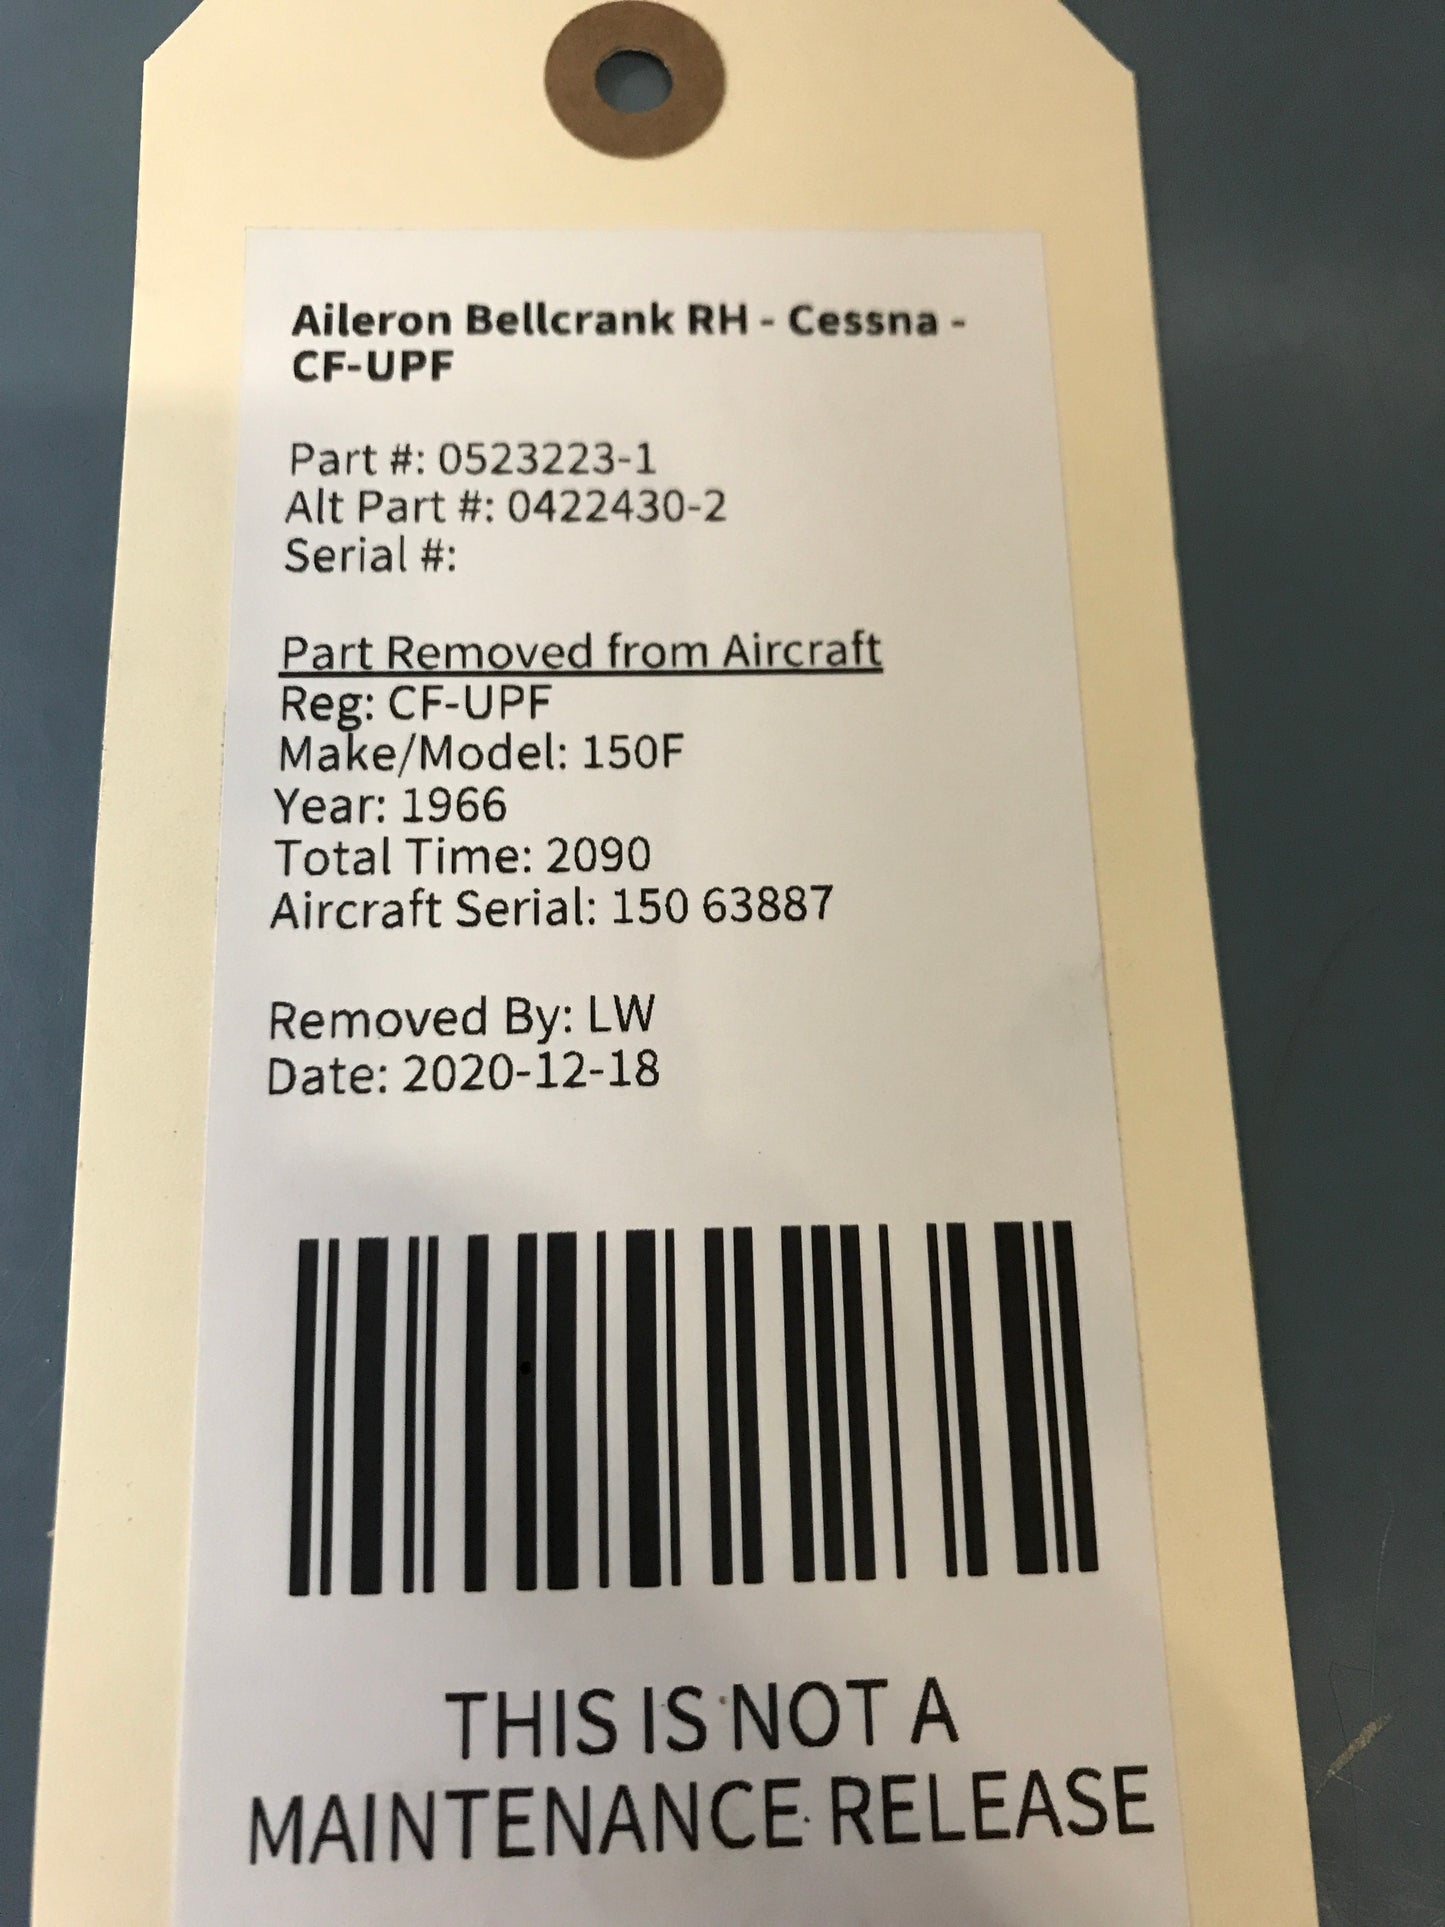 Aileron Bellcrank RH - Cessna -
CF-UPF
Part #: 0523223-1
Alt Part #: 0422430-2
Serial #:
Part Removed from Aircraft
Reg: CF-UPF
Make/Model: 150F
Year: 1966
Total Time: 2090
Aircraft Serial: 150 63887
Removed By: LW
Date: 2020-12-18
THIS IS NOT A
MAINTENANCE RELEASE